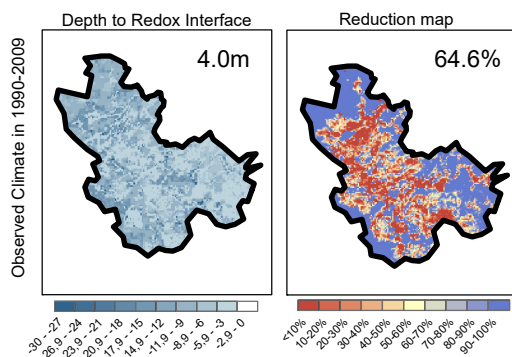 Depth to Redox Interface
Reduction map
Observed Climate in 1990-2009
4.0m
64.6%
-30 - -27
26,9 - -24
23,9 - -21
20,9 - -18
17,9 - -15
14,9 - -12
-11,9 - -9
-8,9 - -6
-5,9 - -3
-2,9 - 0
<10%
10-20%
20-30%
30-40%
40-50%
50-60%
60-70%
70-80%
80-90%
90-100%